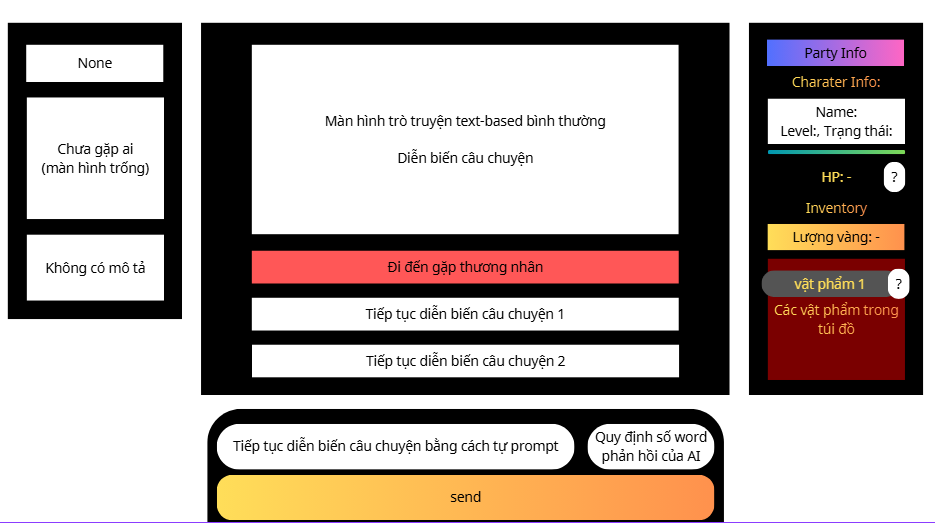 None
Chưa gặp ai
(màn hình trống)
Không có mô tả
Màn hình trò truyện text-based bình thường
Diễn biến câu chuyện
Đi đến gặp thương nhân
Tiếp tục diễn biến câu chuyện 1
Tiếp tục diễn biến câu chuyện 2
Party Info
Charater Info:
Name:
Level:, Trạng thái:
HP: -
?
Inventory
Lượng vàng: -
vật phẩm 1
?
Các vật phẩm trong
túi đồ
Tiếp tục diễn biến câu chuyện bằng cách tự prompt
Quy định số word
phản hồi của AI
send